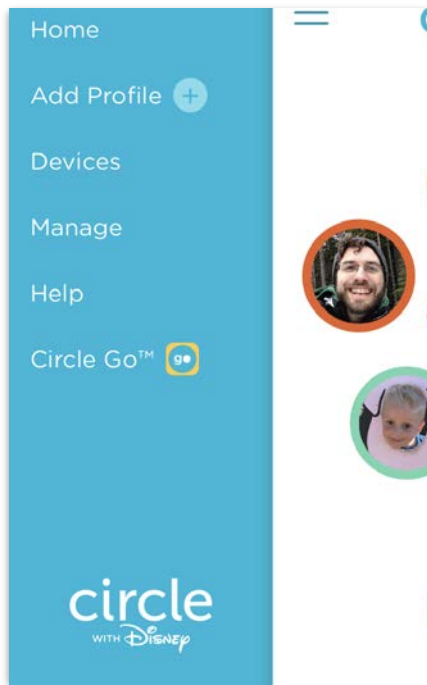 Home
Add Profile +
Devices
Manage
Help
Circle Go™ go
circle
WITH Disney